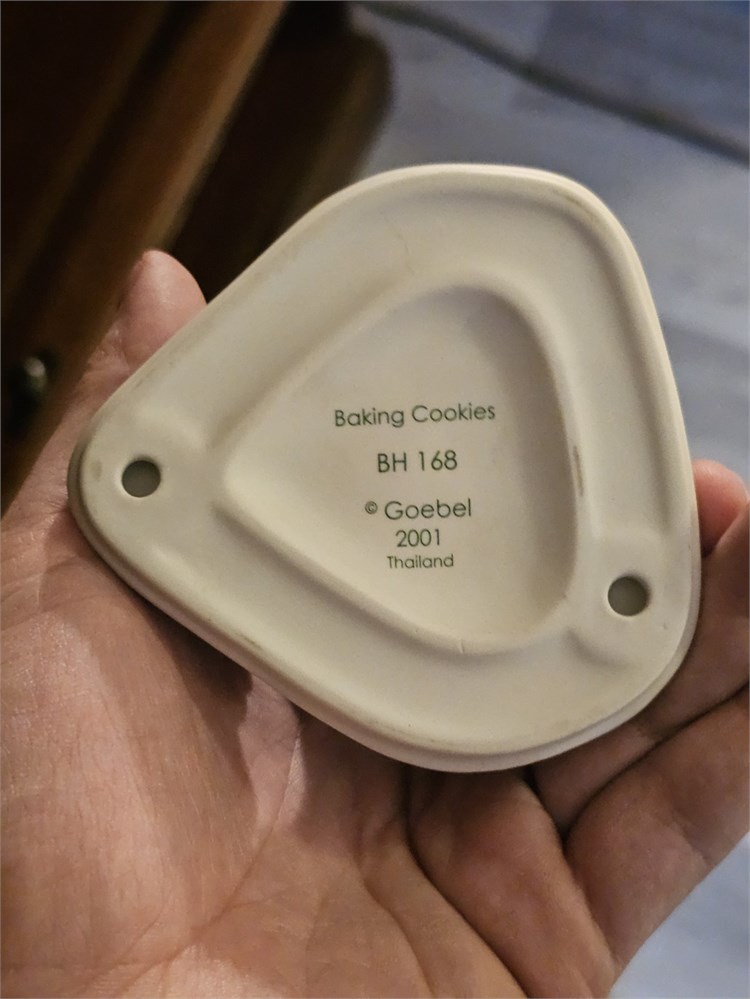 Baking Cookies
BH 168
© Goebel
2001
Thailand